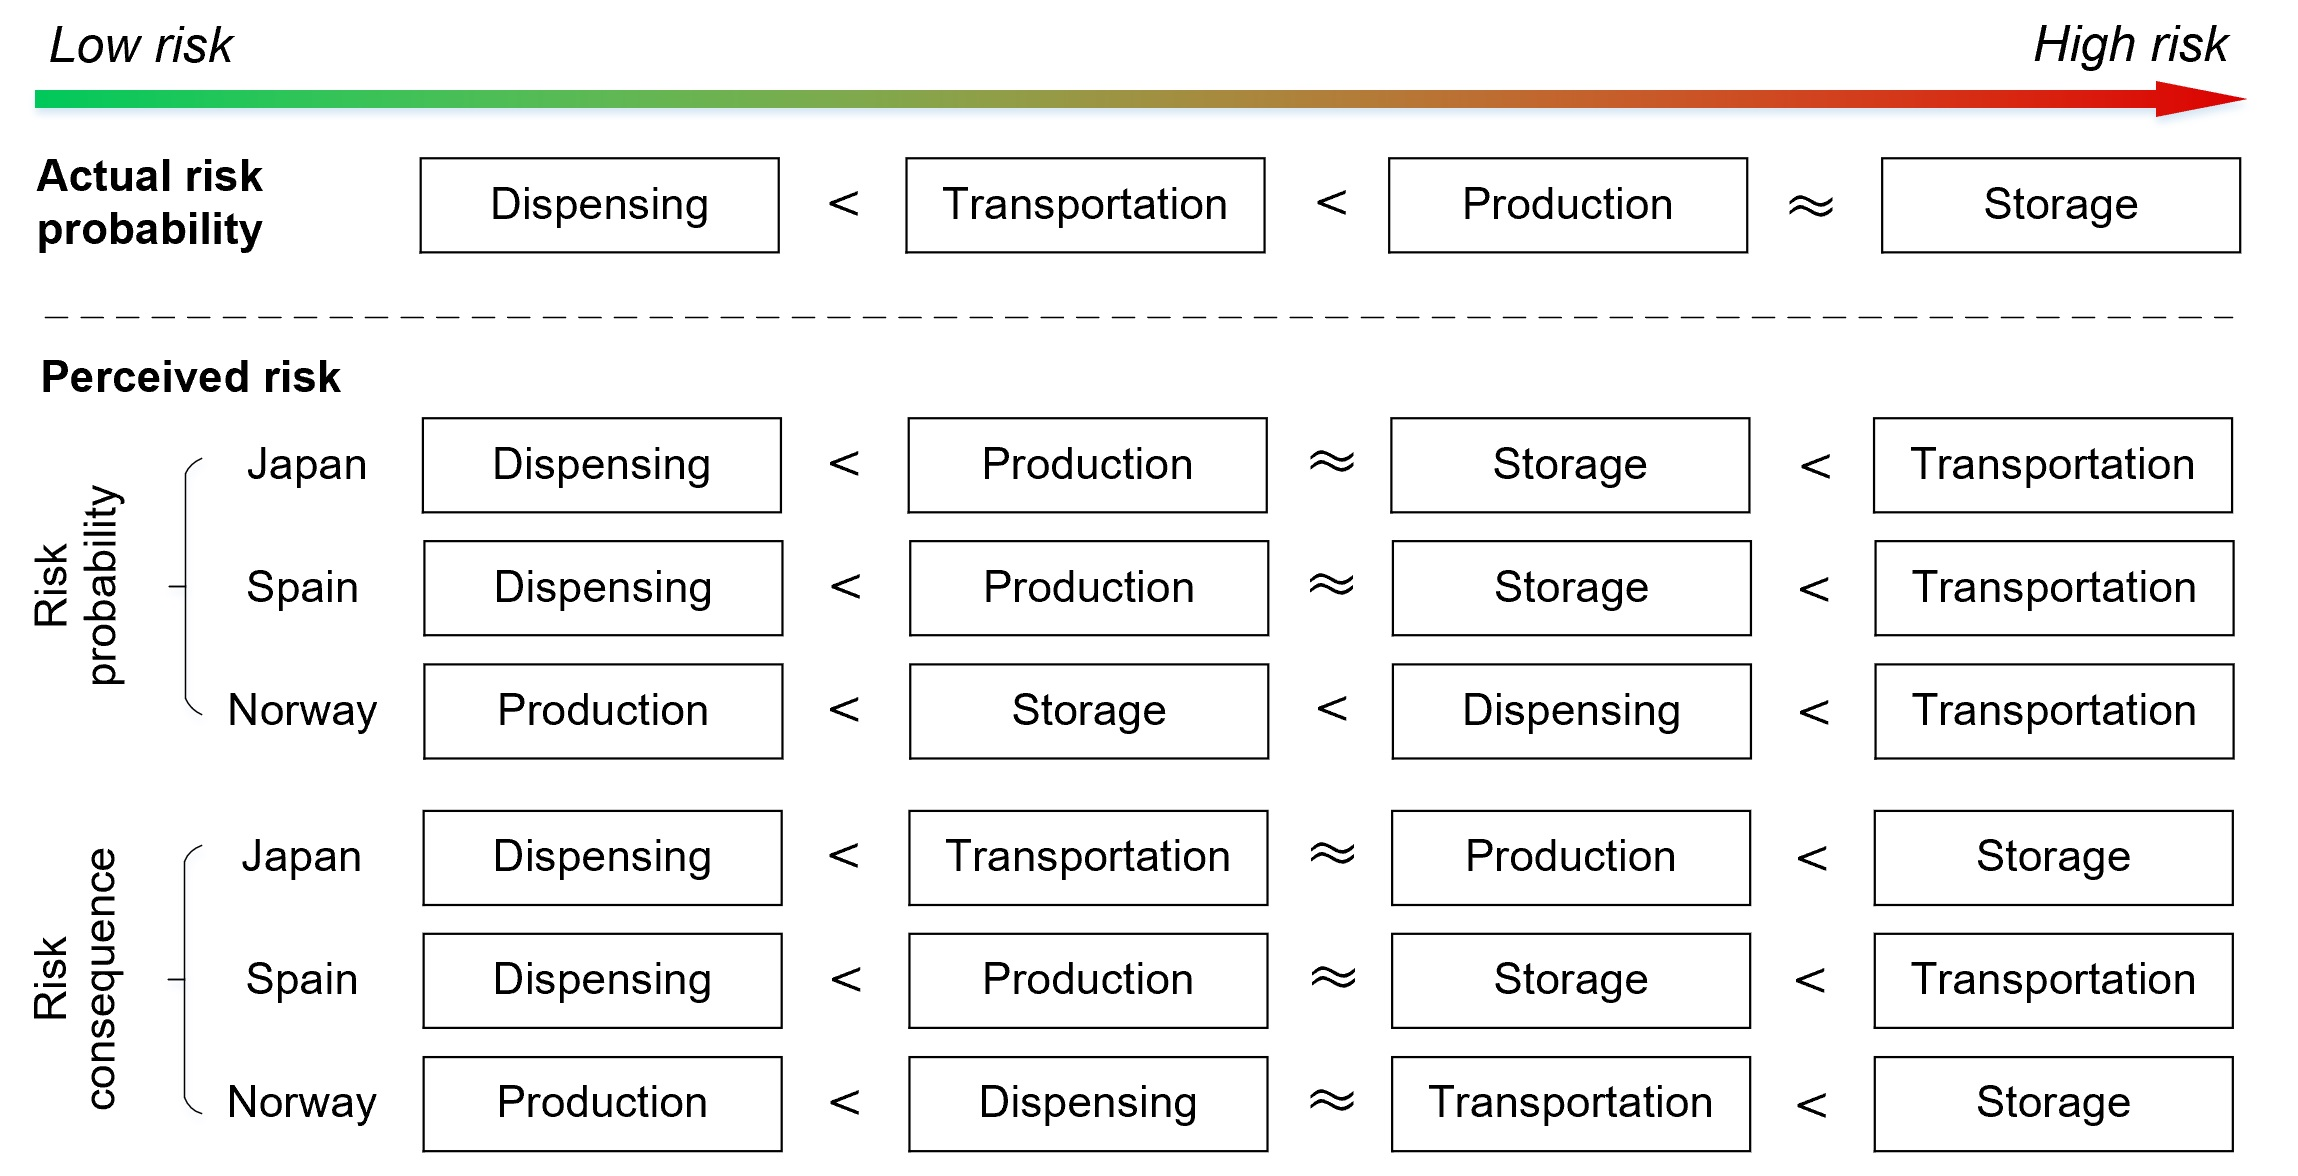 Low risk High risk
Actual risk
probability
Dispensing < Transportation < Production ≈ Storage
Perceived risk
Risk
probability
Japan Dispensing < Production ≈ Storage < Transportation
Spain Dispensing < Production ≈ Storage < Transportation
Norway Production < Storage < Dispensing < Transportation
Risk
consequence
Japan Dispensing < Transportation ≈ Production < Storage
Spain Dispensing < Production ≈ Storage < Transportation
Norway Production < Dispensing ≈ Transportation < Storage